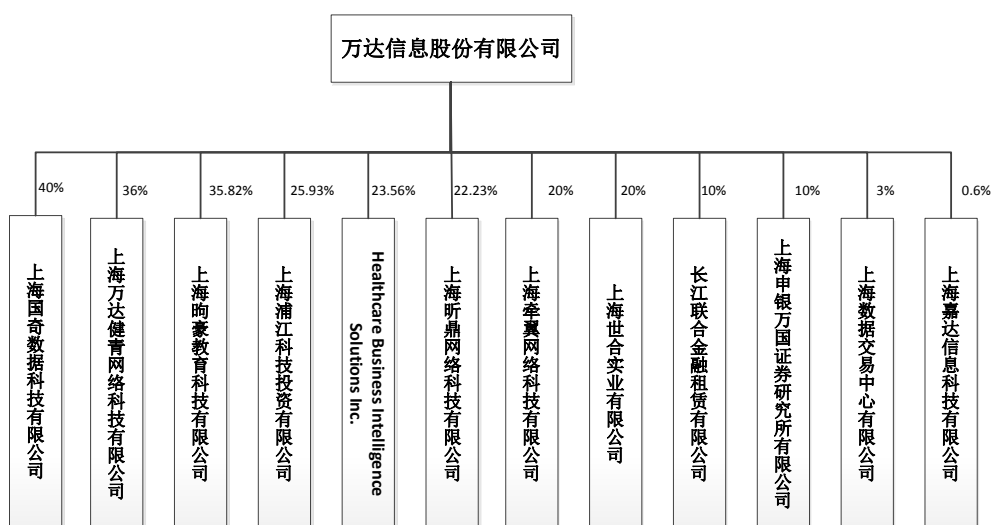 万达信息股份有限公司
40%
36%
35.82%
25.93%
23.56%
22.23%
20%
20%
10%
10%
3%
0.6%
上海国奇数据科技有限公司
上海万达健青网络科技有限公司
上海昫豪教育科技有限公司
上海浦江科技投资有限公司
Healthcare Business Intelligence
Solutions Inc.
上海昕鼎网络科技有限公司
上海牵翼网络科技有限公司
上海世合实业有限公司
长江联合金融租赁有限公司
上海申银万国证券研究所有限公司
上海数据交易中心有限公司
上海嘉达信息科技有限公司